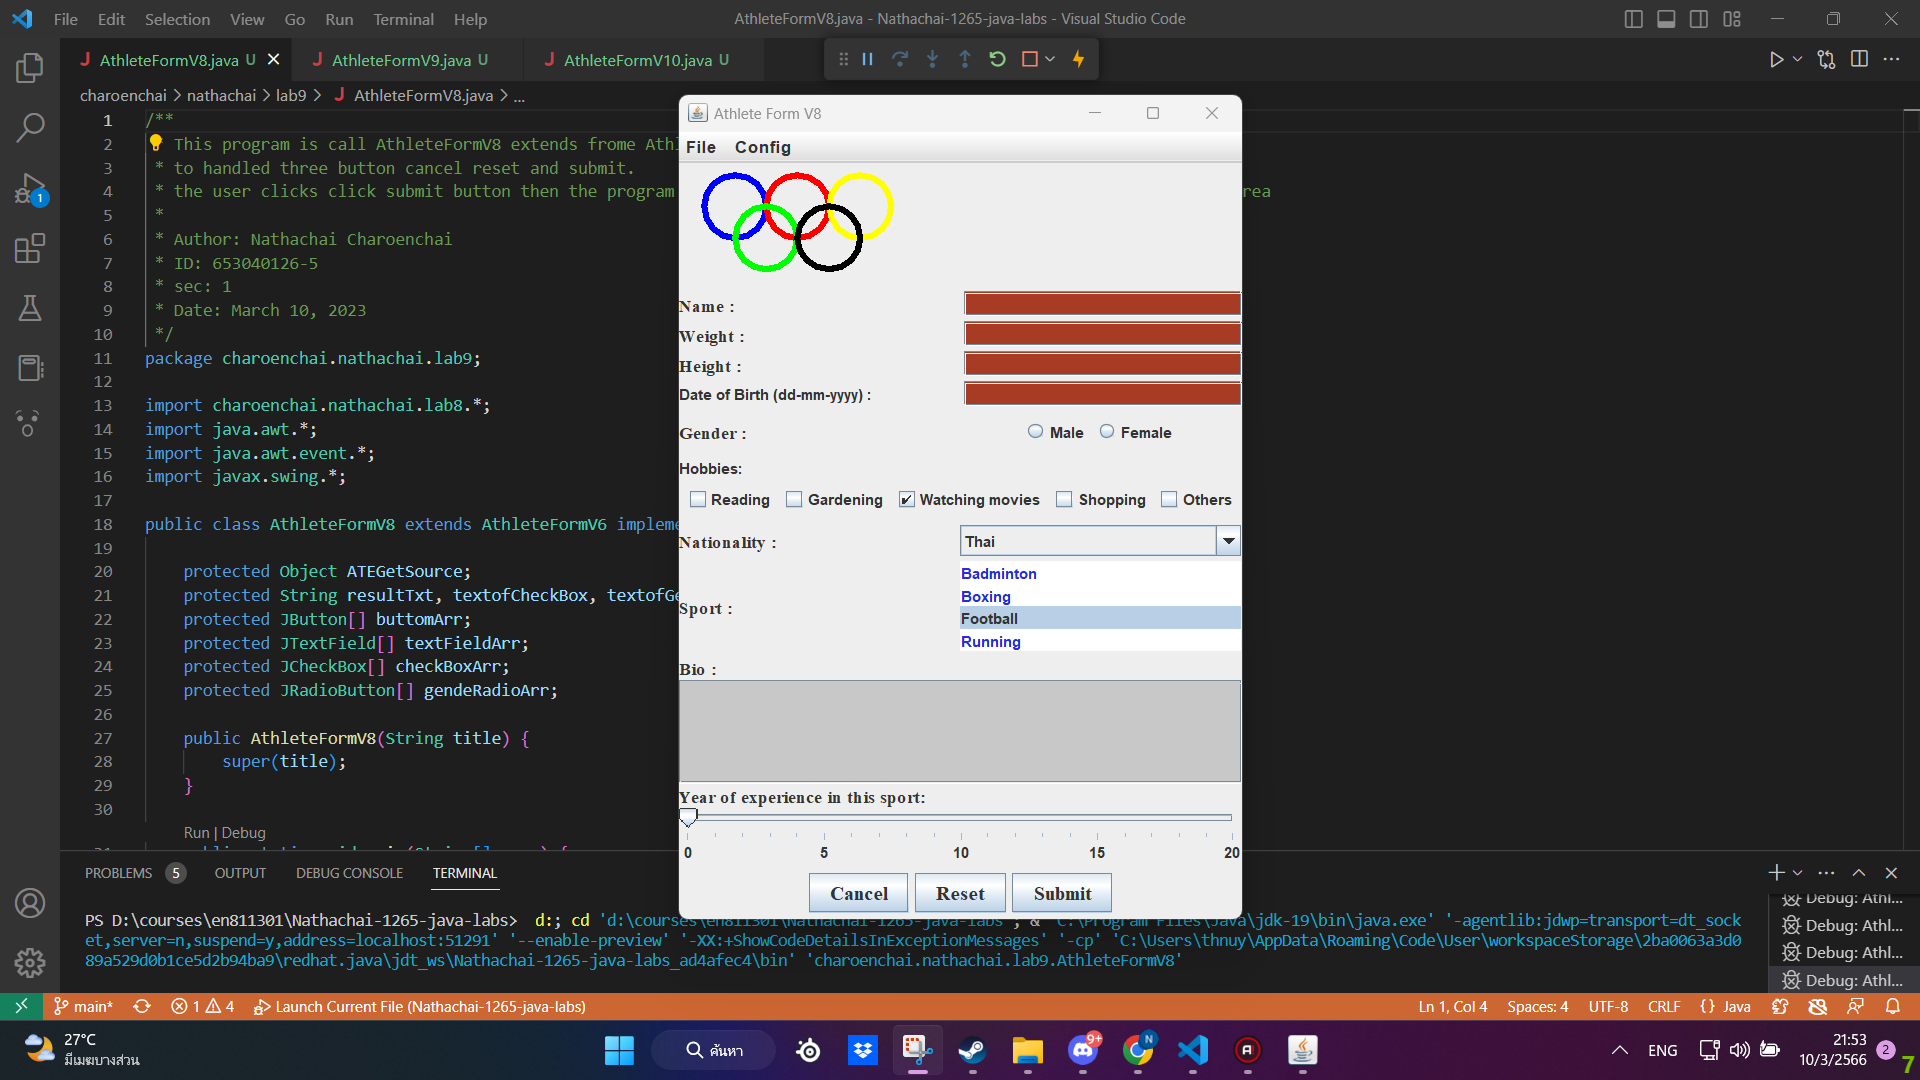 File Edit Selection View Go Run Terminal Help
AthleteFormV8.java - Nathachai-1265-java-labs - Visual Studio Code
AthleteFormV8.java U
AthleteFormV9.java U
AthleteFormV10.java U
charoenchai > nathachai > lab9 > AthleteFormV8.java > ...
1 /**
2 This program is call AthleteFormV8 extends frome Athl
3 * to handled three button cancel reset and submit.
4 * the user clicks click submit button then the program rea
5 *
6 * Author: Nathachai Charoenchai
7 * ID: 653040126-5
8 * sec: 1
9 * Date: March 10, 2023
10 */
11 package charoenchai.nathachai.lab9;
12
13 import charoenchai.nathachai.lab8.*;
14 import java.awt.*;
15 import java.awt.event.*;
16 import javax.swing.*;
17
18 public class AthleteFormV8 extends AthleteFormV6 impleme
19
20 protected Object ATEGetSource;
21 protected String resultTxt, textofCheckBox, textofGe
22 protected JButton[] buttomArr;
23 protected JTextField[] textFieldArr;
24 protected JCheckBox[] checkBoxArr;
25 protected JRadioButton[] gendeRadioArr;
26
27 public AthleteFormV8(String title) {
28 super(title);
29 }
30
Run | Debug
Athlete Form V8
File Config
Name :
Weight :
Height :
Date of Birth (dd-mm-yyyy) :
Gender : Male Female
Hobbies:
Reading Gardening Watching movies Shopping Others
Nationality : Thai
Sport :
Badminton
Boxing
Football
Running
Bio :
Year of experience in this sport:
0 5 10 15 20
Cancel Reset Submit
PROBLEMS 5 OUTPUT DEBUG CONSOLE TERMINAL
PS D:\courses\en811301\Nathachai-1265-java-labs> d:; cd 'd:\courses\en811301\Nathachai-1265-java-labs'; & 'C:\Program Files\Java\jdk-19\bin\java.exe' '-agentlib:jdwp=transport=dt_sock
et,server=n,suspend=y,address=localhost:51291' '--enable-preview' '-XX:+ShowCodeDetailsInExceptionMessages' '-cp' 'C:\Users\thnuy\AppData\Roaming\Code\User\workspaceStorage\2ba0063a3d0
89a529d0b1ce5d2b94ba9\redhat.java\jdt_ws\Nathachai-1265-java-labs_ad4afec4\bin' 'charoenchai.nathachai.lab9.AthleteFormV8'
Debug: Athl...
Debug: Athl...
Debug: Athl...
Debug: Athl...
1
main* 1 4 Launch Current File (Nathachai-1265-java-labs)
Ln 1, Col 4 Spaces: 4 UTF-8 CRLF {} Java
27°C
มีเมฆบางส่วน
ค้นหา
9+
N
ENG
21:53
10/3/2566
2
7